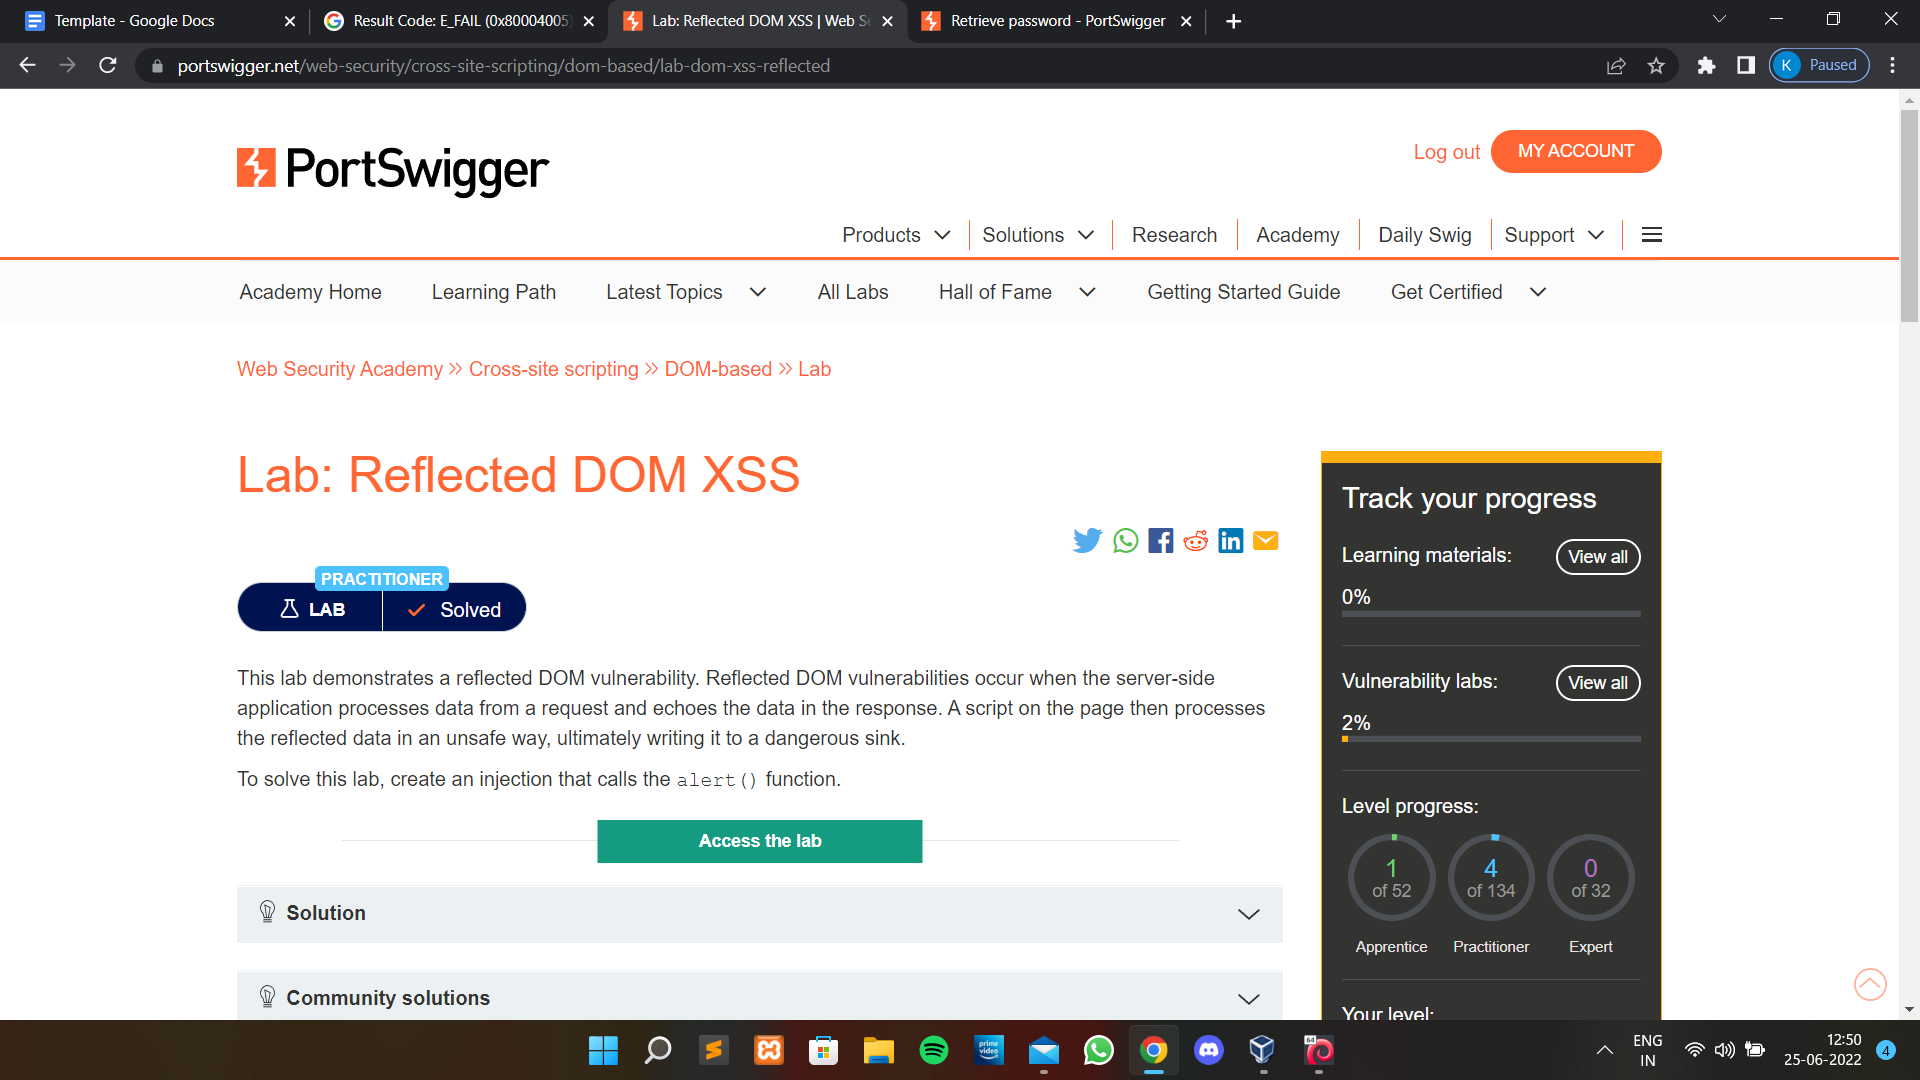 Template - Google Docs
Result Code: E_FAIL (0x80004005)
Lab: Reflected DOM XSS | Web Se
Retrieve password - PortSwigger
portswigger.net/web-security/cross-site-scripting/dom-based/lab-dom-xss-reflected
K Paused
PortSwigger
Log out MY ACCOUNT
Products Solutions Research Academy Daily Swig Support
Academy Home Learning Path Latest Topics All Labs Hall of Fame Getting Started Guide Get Certified
Web Security Academy >> Cross-site scripting >> DOM-based >> Lab
Lab: Reflected DOM XSS
PRACTITIONER
LAB Solved
This lab demonstrates a reflected DOM vulnerability. Reflected DOM vulnerabilities occur when the server-side
application processes data from a request and echoes the data in the response. A script on the page then processes
the reflected data in an unsafe way, ultimately writing it to a dangerous sink.
To solve this lab, create an injection that calls the alert() function.
Access the lab
Solution
Community solutions
Track your progress
Learning materials: View all
0%
Vulnerability labs: View all
2%
Level progress:
1 4 0
of 52 of 134 of 32
Apprentice Practitioner Expert
Your level:
prime video
64
ENG
IN
12:50
25-06-2022
4